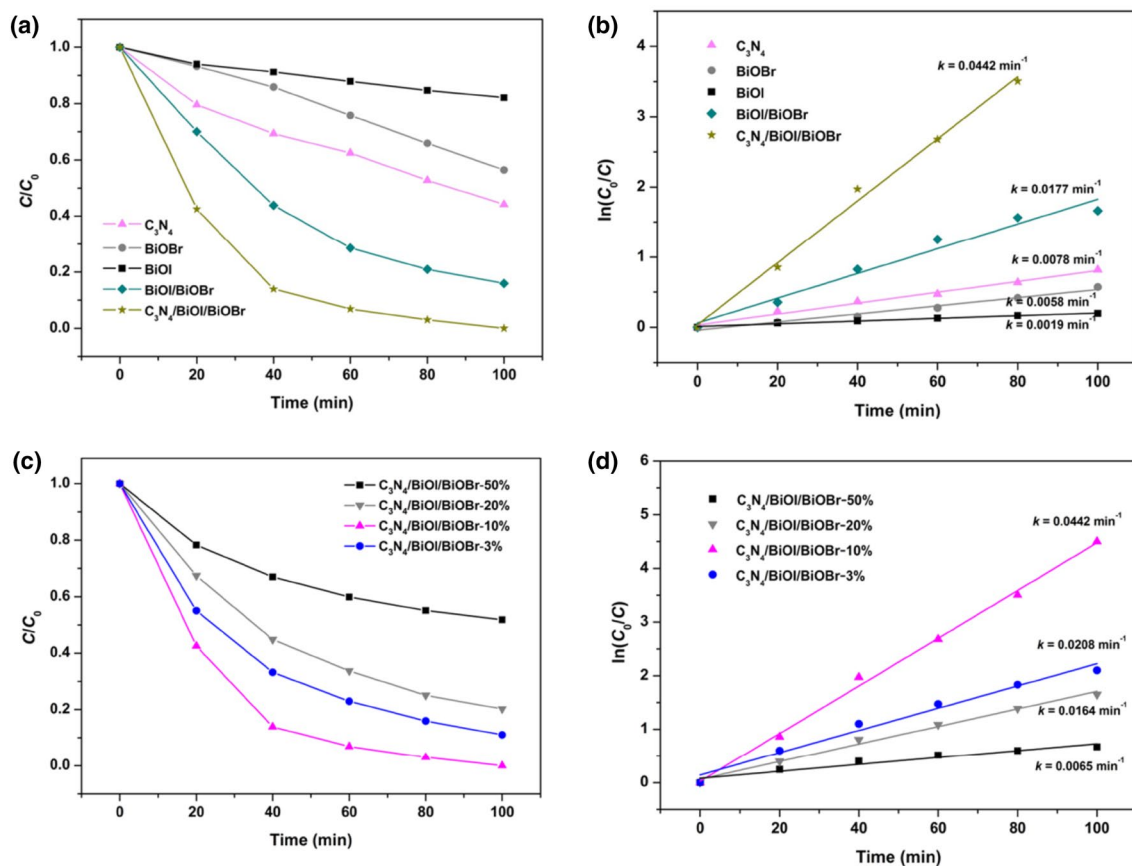 (a)
1.0
0.8
0.6
0.4
0.2
0.0
C/C₀
C₃N₄
BiOBr
BiOI
BiOI/BiOBr
C₃N₄/BiOI/BiOBr
0 20 40 60 80 100
Time (min)
(b)
4
3
2
1
0
ln(C₀/C)
C₃N₄
BiOBr
BiOI
BiOI/BiOBr
C₃N₄/BiOI/BiOBr
k = 0.0442 min⁻¹
k = 0.0177 min⁻¹
k = 0.0078 min⁻¹
k = 0.0058 min⁻¹
k = 0.0019 min⁻¹
0 20 40 60 80 100
Time (min)
(c)
1.0
0.8
0.6
0.4
0.2
0.0
C/C₀
C₃N₄/BiOI/BiOBr-50%
C₃N₄/BiOI/BiOBr-20%
C₃N₄/BiOI/BiOBr-10%
C₃N₄/BiOI/BiOBr-3%
0 20 40 60 80 100
Time (min)
(d)
6
5
4
3
2
1
0
ln(C₀/C)
C₃N₄/BiOI/BiOBr-50%
C₃N₄/BiOI/BiOBr-20%
C₃N₄/BiOI/BiOBr-10%
C₃N₄/BiOI/BiOBr-3%
k = 0.0442 min⁻¹
k = 0.0208 min⁻¹
k = 0.0164 min⁻¹
k = 0.0065 min⁻¹
0 20 40 60 80 100
Time (min)